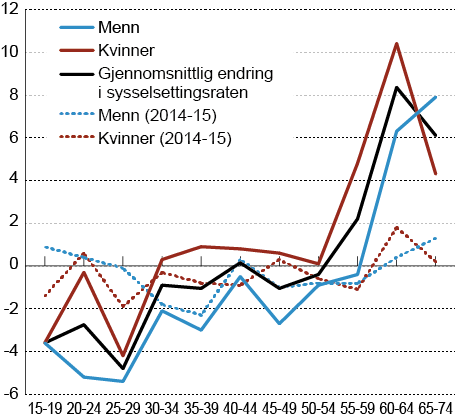 12
10
8
6
4
2
0
-2
-4
-6
Menn
Kvinner
Gjennomsnittlig endring
i sysselsettingsraten
Menn (2014-15)
Kvinner (2014-15)
15-19 20-24 25-29 30-34 35-39 40-44 45-49 50-54 55-59 60-64 65-74